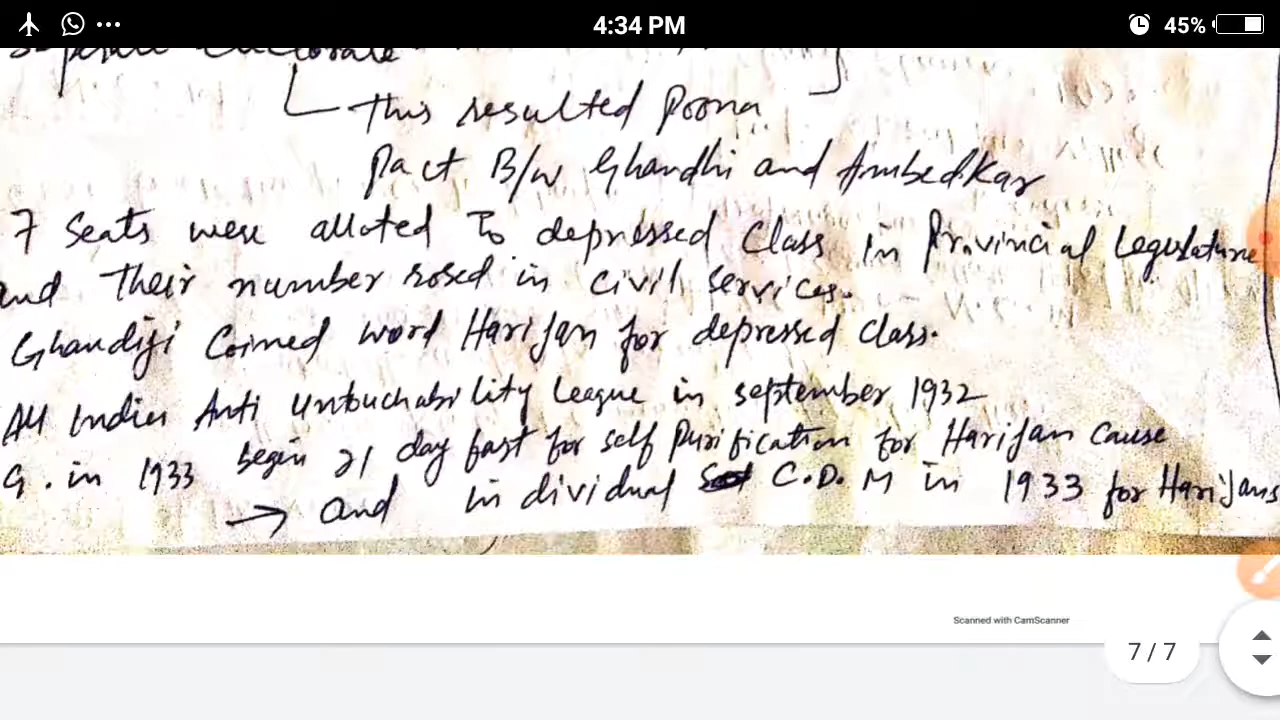 4:34 PM
45%
Seperate Electorate
This resulted Poona
Pact B/w Ghandhi and Ambedkar
7 Seats were alloted To depressed Class in Provincial Legislature
and Their number rosed in civil services.
Ghandiji Coined word Harijan for depressed class.
All India Anti Untouchability League in september 1932
G. in 1933 begin 21 day fast for self Purification for Harijan Cause
→ and individual C.D.M in 1933 for Harijans
Scanned with CamScanner
7 / 7